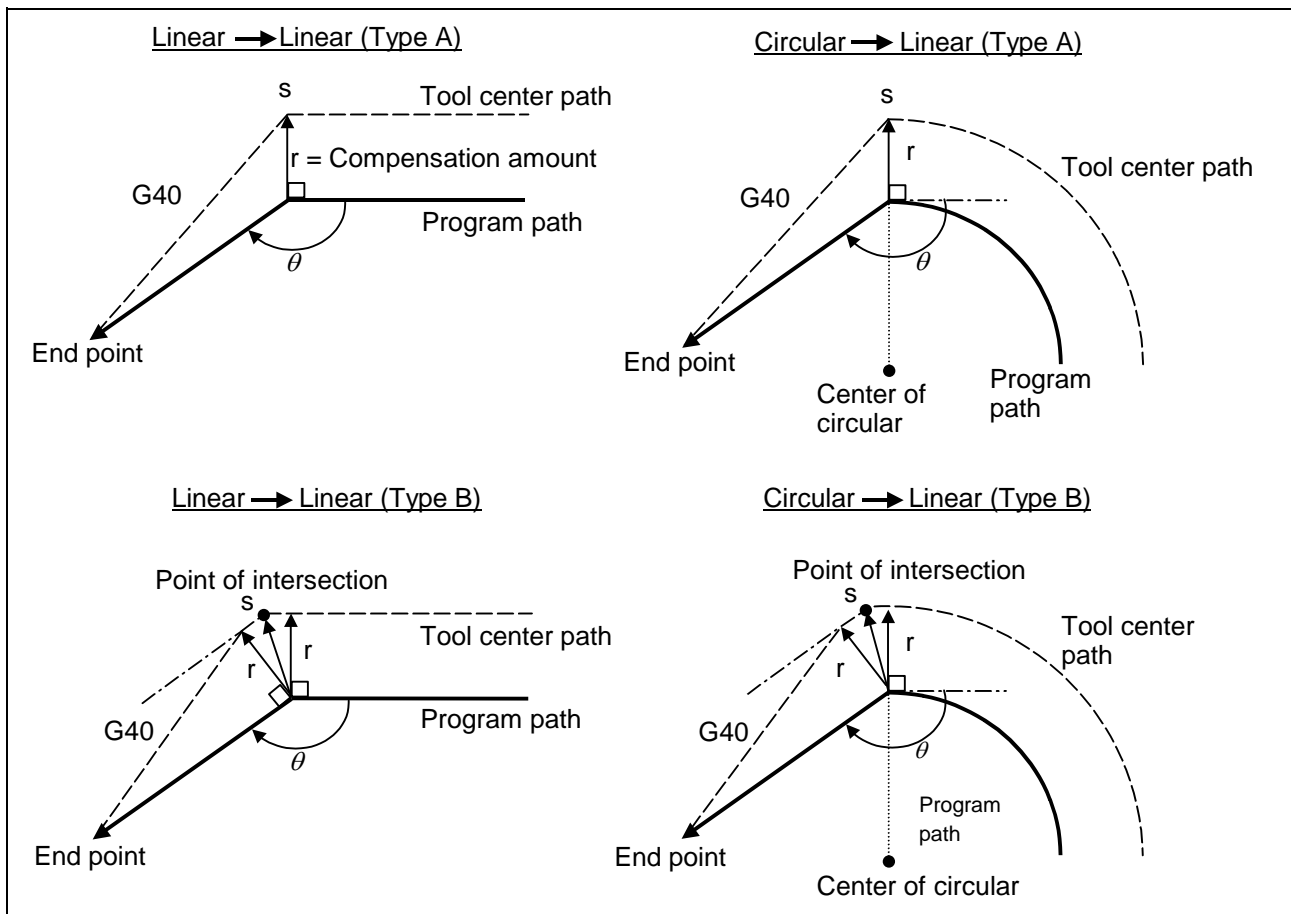 Linear → Linear (Type A)
s
Tool center path
r = Compensation amount
G40
Program path
θ
End point
Circular → Linear (Type A)
s
r
Tool center path
G40
θ
End point
Program
path
Center of
circular
Linear → Linear (Type B)
Point of intersection
s
Tool center path
r
r
G40
Program path
θ
End point
Circular → Linear (Type B)
Point of intersection
s
Tool center
path
r
r
G40
θ
Program
path
End point
Center of circular